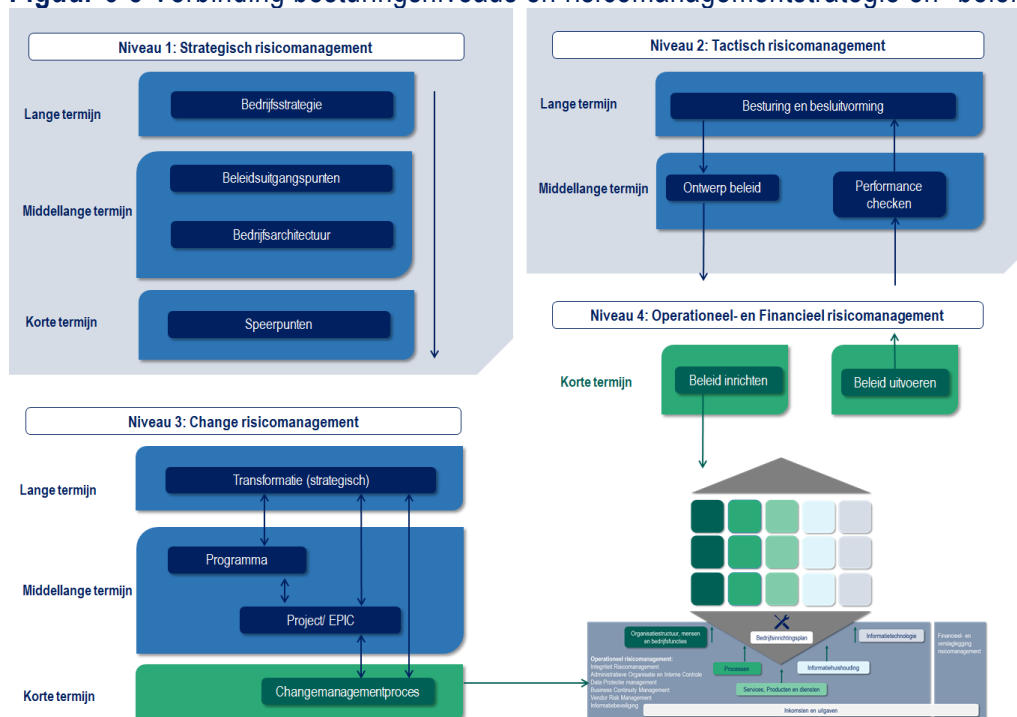 Niveau 1: Strategisch risicomanagement
Lange termijn
Bedrijfsstrategie
Middellange termijn
Beleidsuitgangspunten
Bedrijfsarchitectuur
Korte termijn
Speerpunten
Niveau 2: Tactisch risicomanagement
Lange termijn
Besturing en besluitvorming
Middellange termijn
Ontwerp beleid
Performance
checken
Niveau 3: Change risicomanagement
Lange termijn
Transformatie (strategisch)
Middellange termijn
Programma
Project/ EPIC
Korte termijn
Changemanagementproces
Niveau 4: Operationeel- en Financieel risicomanagement
Korte termijn
Beleid inrichten
Beleid uitvoeren
Organisatiestructuur, mensen
en bedrijfsfuncties
Bedrijfsinrichtingsplan
Informatietechnologie
Financieel- en
verslaglegging
risicomanagement
Operationeel risicomanagement:
Integriteit Risicomanagement
Administratieve Organisatie en Interne Controle
Data Protectie management
Business Continuity Management
Vendor Risk Management
Informatiebeveiliging
Processen
Informatiehuishouding
Services, Producten en diensten
Inkomsten en uitgaven